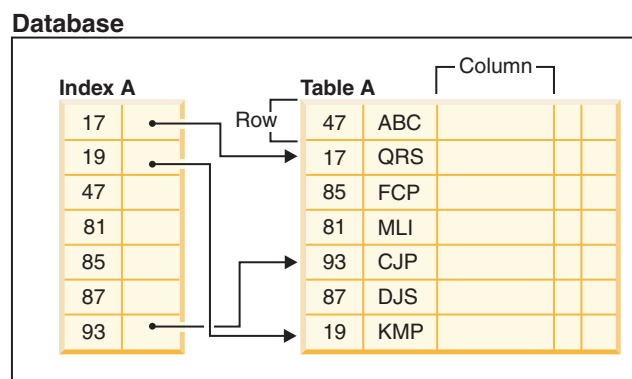 Database
Column
Index A
Table A
Row
17
19
47
81
85
87
93
47 ABC
17 QRS
85 FCP
81 MLI
93 CJP
87 DJS
19 KMP